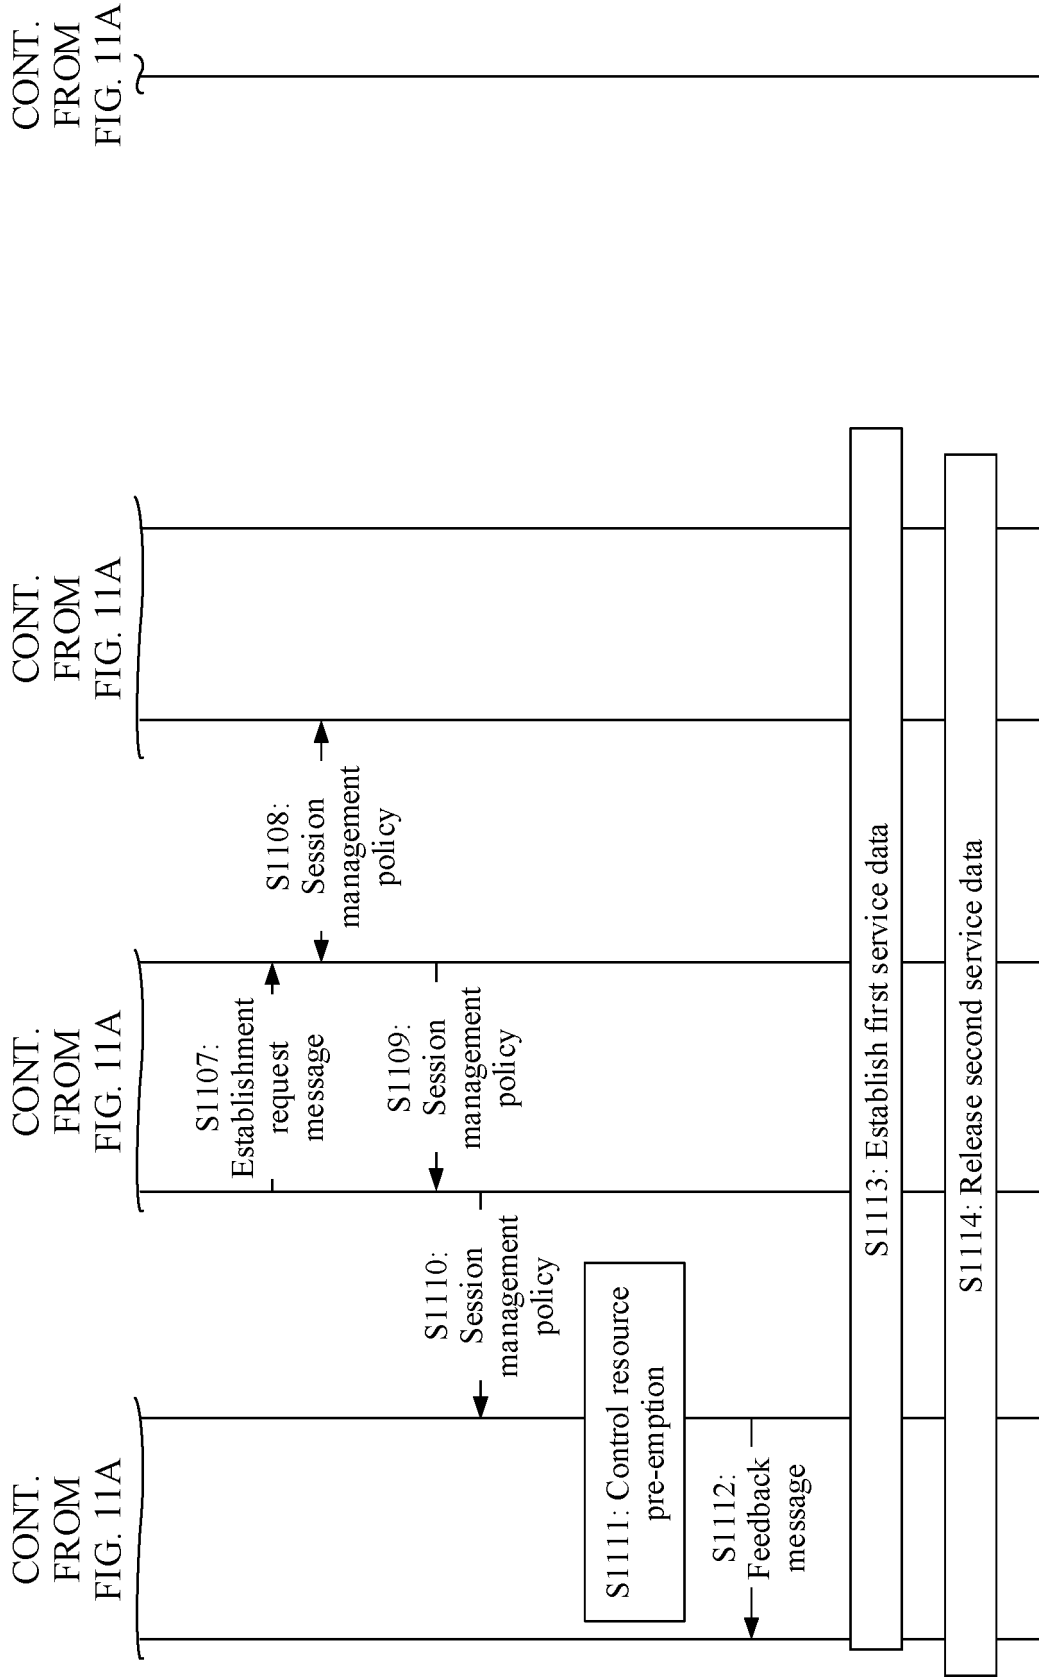 CONT.
FROM
FIG. 11A
CONT.
FROM
FIG. 11A
CONT.
FROM
FIG. 11A
CONT.
FROM
FIG. 11A
S1107:
Establishment
request
message
S1108:
Session
management
policy
S1109:
Session
management
policy
S1110:
Session
management
policy
S1111: Control resource
pre-emption
S1112:
Feedback
message
S1113: Establish first service data
S1114: Release second service data